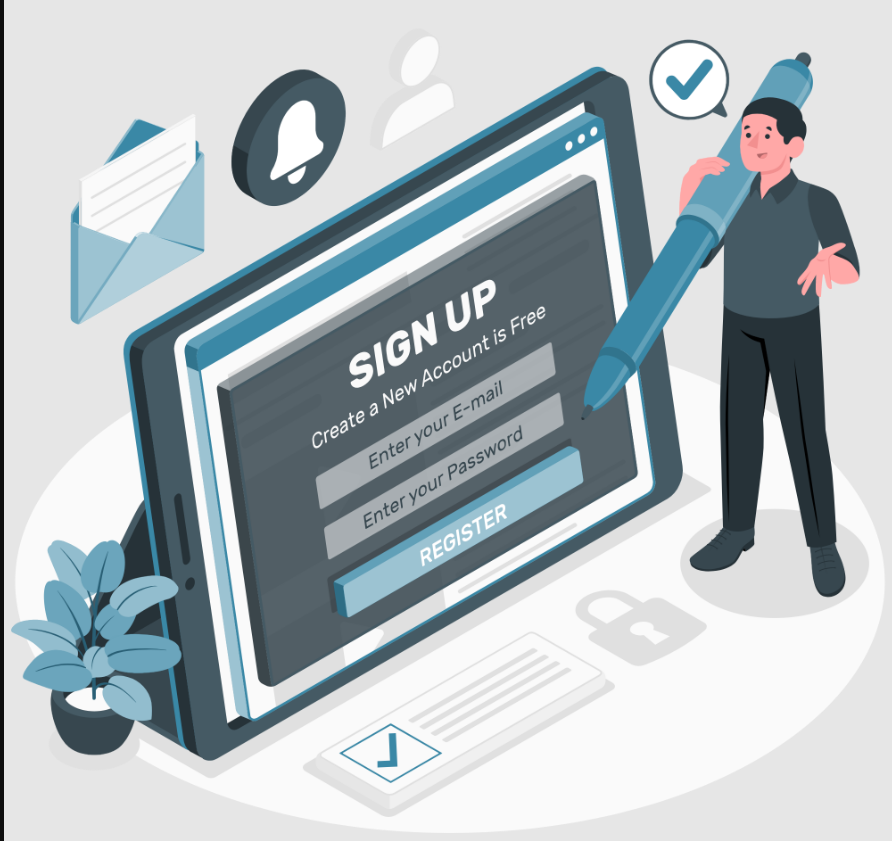 SIGN UP
Create a New Account is Free
Enter your E-mail
Enter your Password
REGISTER